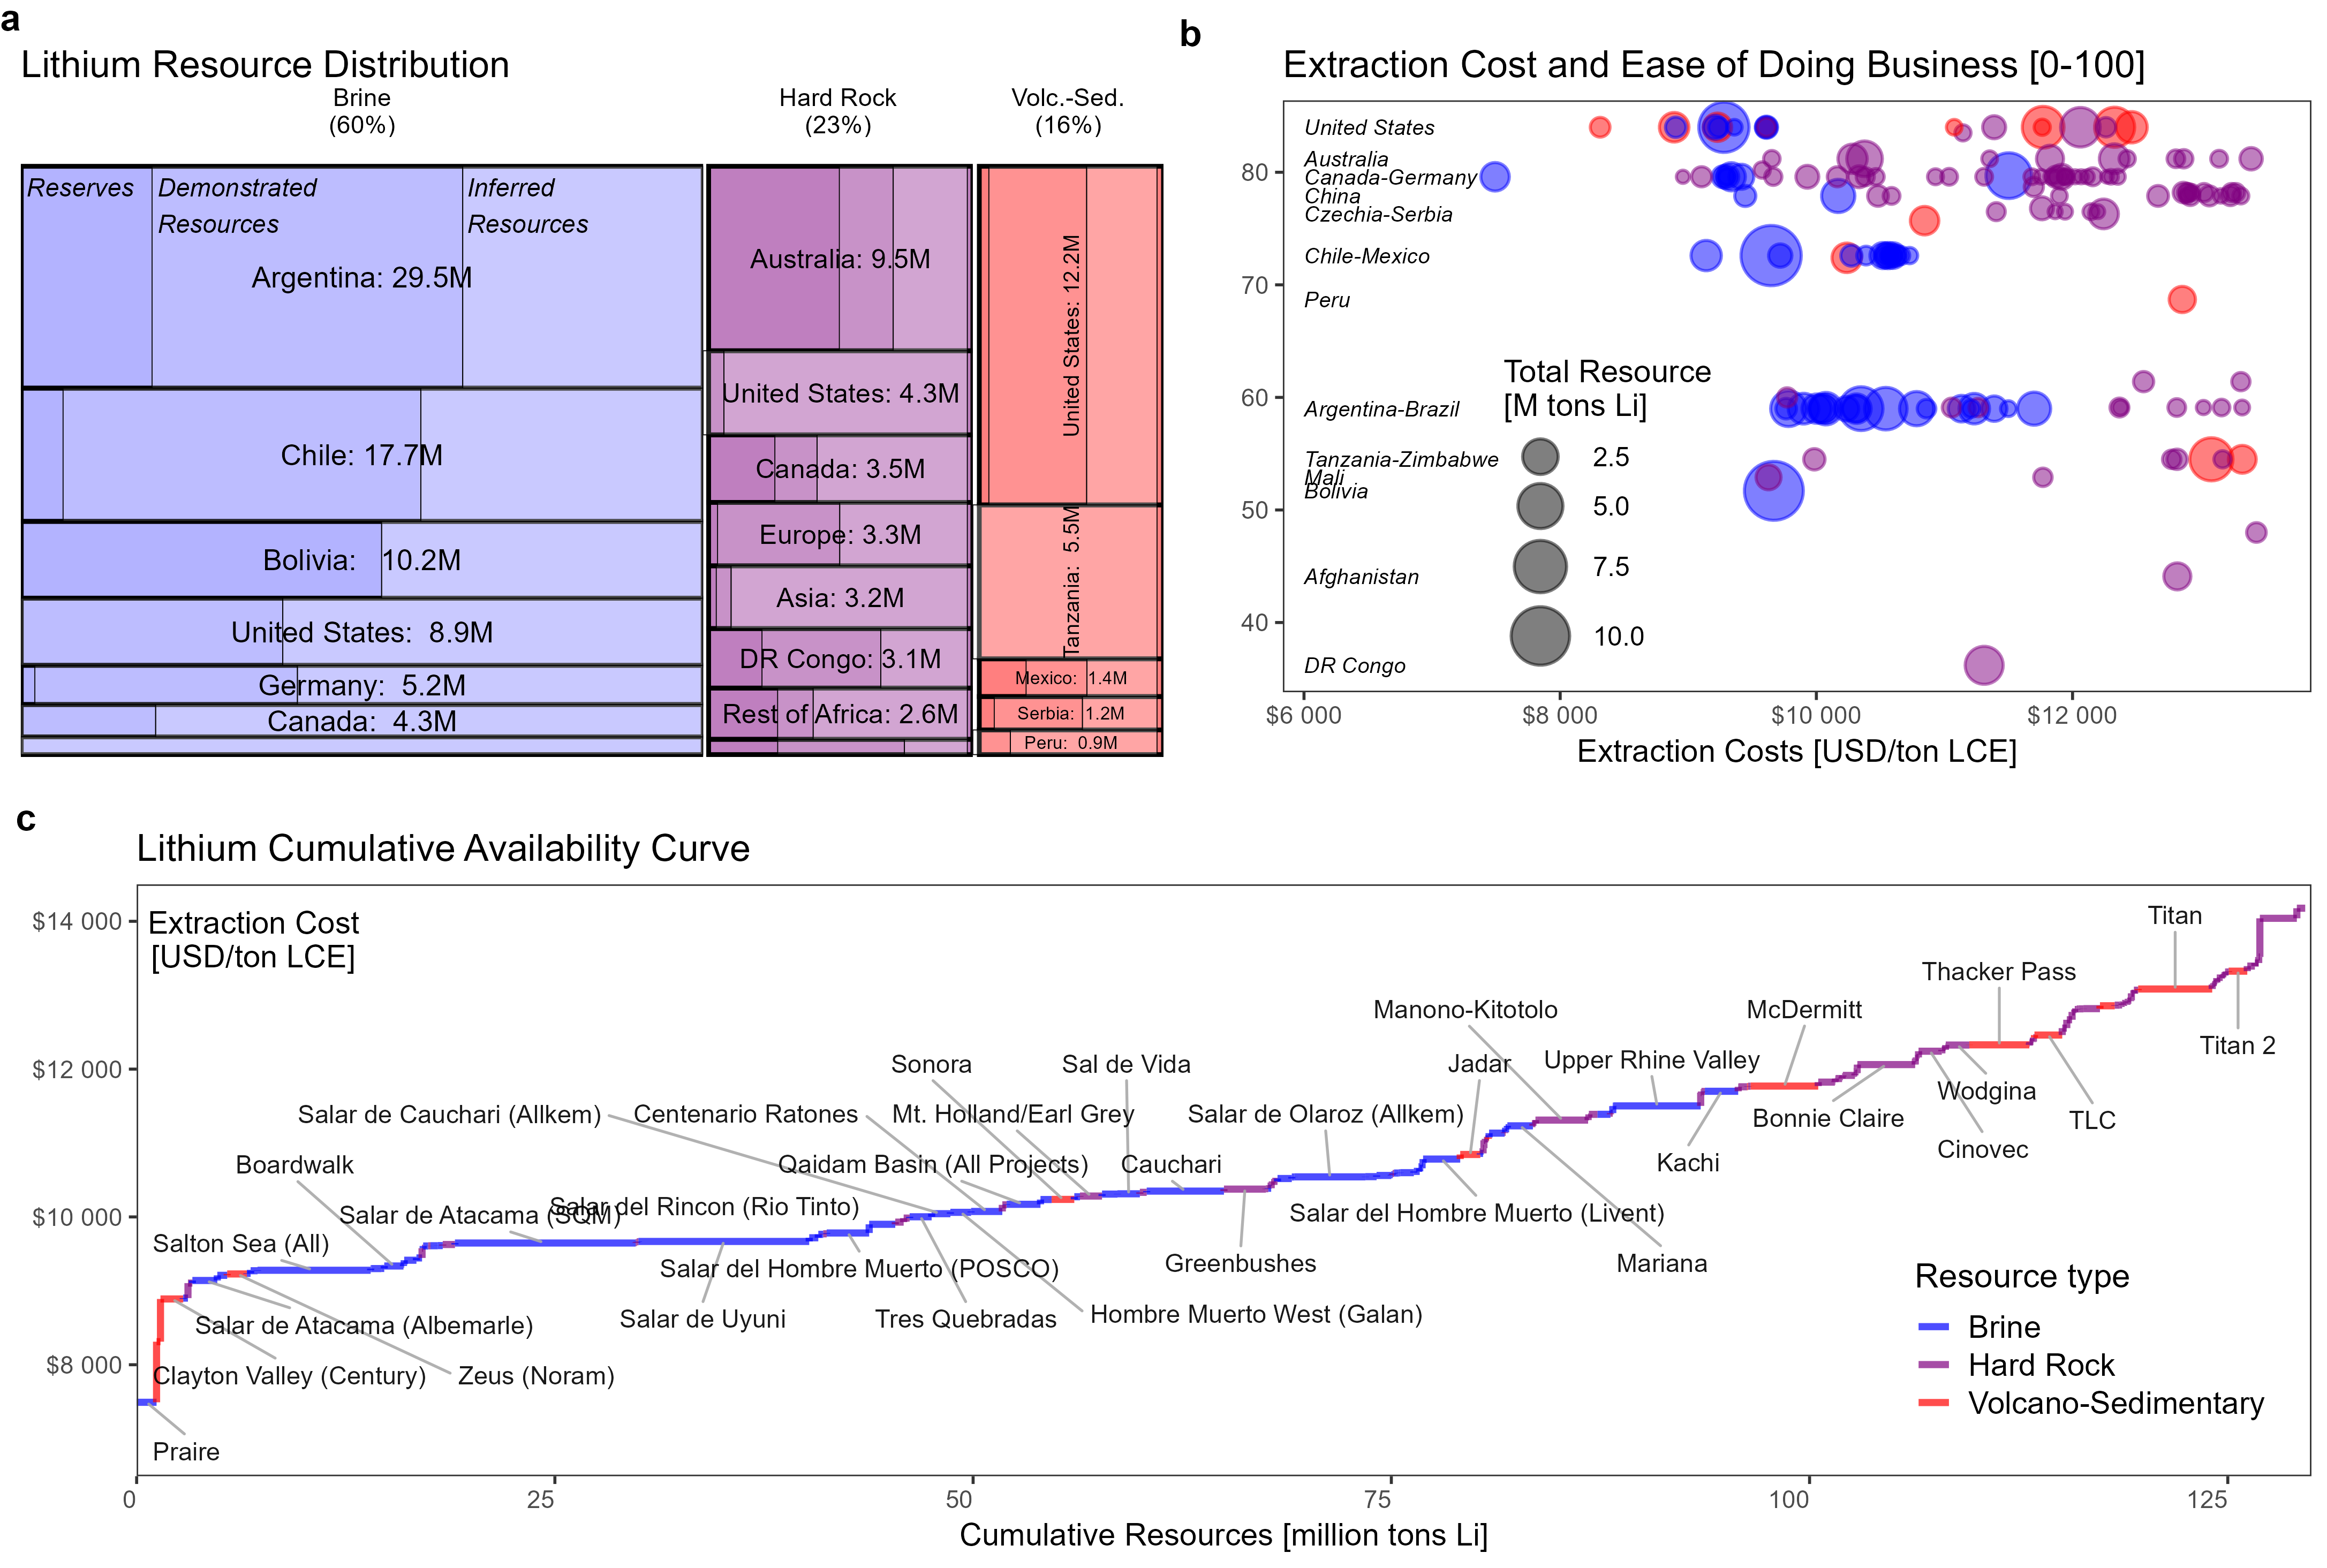 a
Lithium Resource Distribution
Brine
(60%)
Hard Rock
(23%)
Volc.-Sed.
(16%)
Reserves
Demonstrated
Resources
Inferred
Resources
Argentina: 29.5M
Chile: 17.7M
Bolivia: 10.2M
United States: 8.9M
Germany: 5.2M
Canada: 4.3M
Australia: 9.5M
United States: 4.3M
Canada: 3.5M
Europe: 3.3M
Asia: 3.2M
DR Congo: 3.1M
Rest of Africa: 2.6M
United States: 12.2M
Tanzania: 5.5M
Mexico: 1.4M
Serbia: 1.2M
Peru: 0.9M
b
Extraction Cost and Ease of Doing Business [0-100]
80
70
60
50
40
United States
Australia
Canada-Germany
China
Czechia-Serbia
Chile-Mexico
Peru
Argentina-Brazil
Tanzania-Zimbabwe
Mali
Bolivia
Afghanistan
DR Congo
Total Resource
[M tons Li]
2.5
5.0
7.5
10.0
$6 000
$8 000
$10 000
$12 000
Extraction Costs [USD/ton LCE]
c
Lithium Cumulative Availability Curve
Extraction Cost
[USD/ton LCE]
$14 000
$12 000
$10 000
$8 000
Titan
Thacker Pass
Manono-Kitotolo
McDermitt
Titan 2
Sonora
Sal de Vida
Jadar
Upper Rhine Valley
Wodgina
Salar de Cauchari (Allkem)
Centenario Ratones
Mt. Holland/Earl Grey
Salar de Olaroz (Allkem)
Bonnie Claire
TLC
Cinovec
Boardwalk
Qaidam Basin (All Projects)
Cauchari
Kachi
Salar del Rincon (Rio Tinto)
Salar de Atacama (SQM)
Salar del Hombre Muerto (Livent)
Salton Sea (All)
Salar del Hombre Muerto (POSCO)
Greenbushes
Mariana
Salar de Atacama (Albemarle)
Salar de Uyuni
Tres Quebradas
Hombre Muerto West (Galan)
Clayton Valley (Century)
Zeus (Noram)
Praire
Resource type
Brine
Hard Rock
Volcano-Sedimentary
0
25
50
75
100
125
Cumulative Resources [million tons Li]